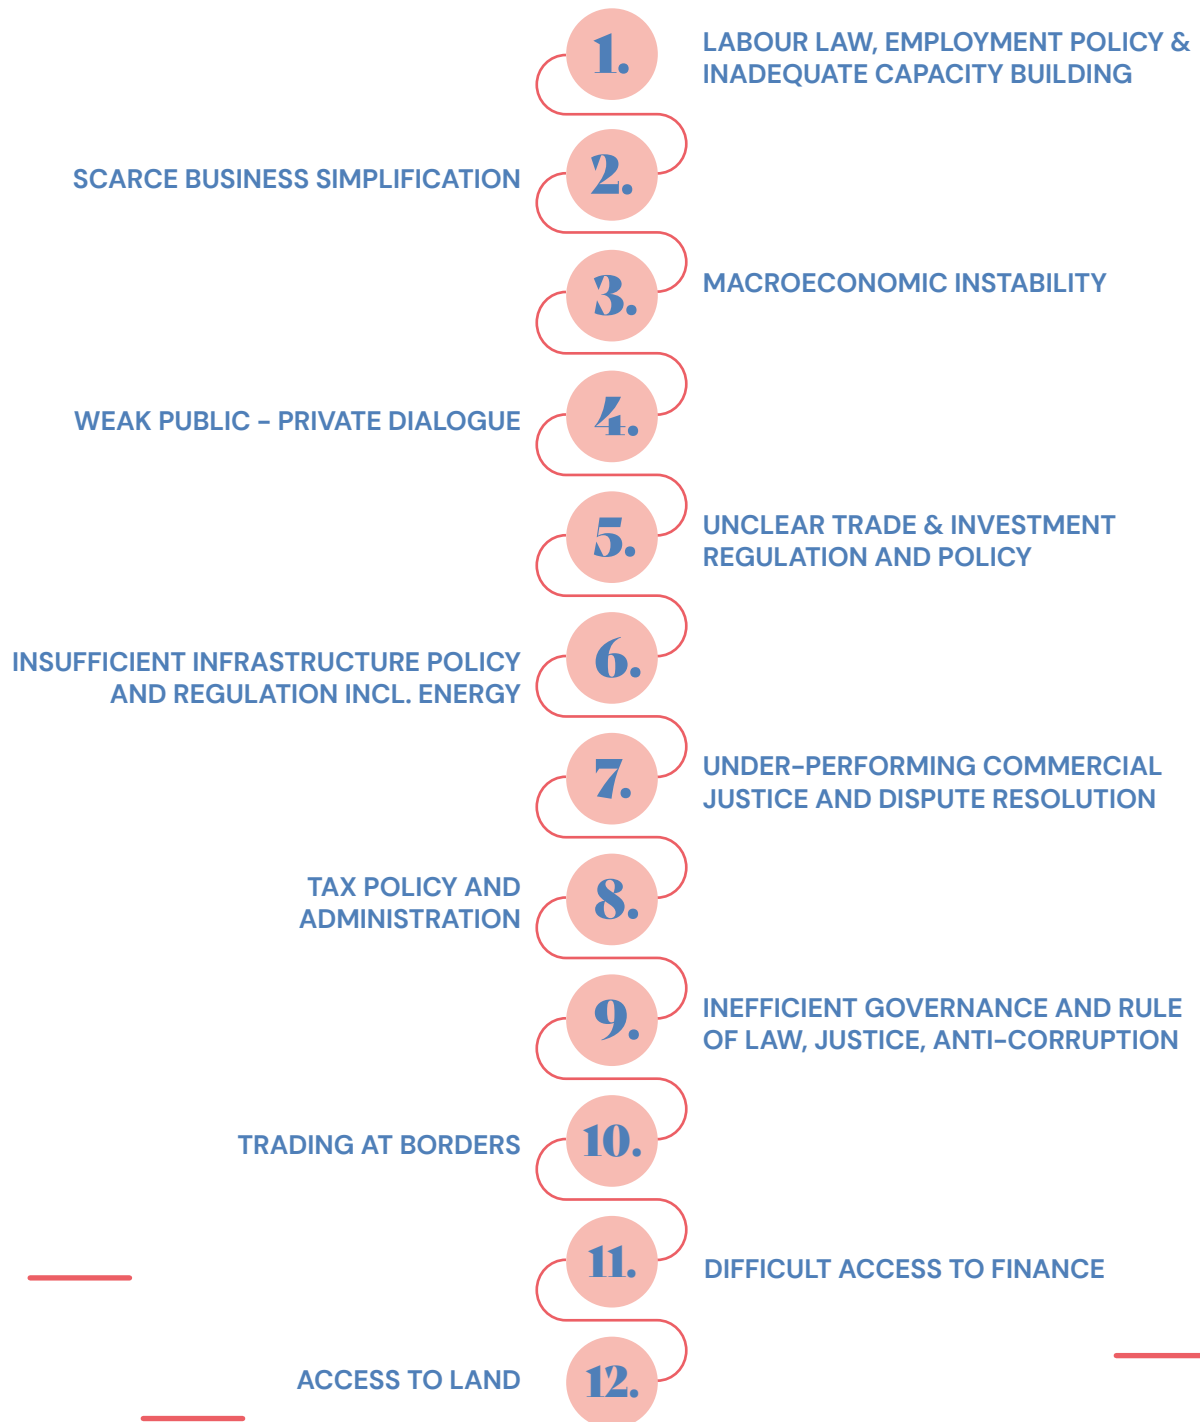 1.
LABOUR LAW, EMPLOYMENT POLICY &
INADEQUATE CAPACITY BUILDING
2.
SCARCE BUSINESS SIMPLIFICATION
3.
MACROECONOMIC INSTABILITY
4.
WEAK PUBLIC - PRIVATE DIALOGUE
5.
UNCLEAR TRADE & INVESTMENT
REGULATION AND POLICY
6.
INSUFFICIENT INFRASTRUCTURE POLICY
AND REGULATION INCL. ENERGY
7.
UNDER-PERFORMING COMMERCIAL
JUSTICE AND DISPUTE RESOLUTION
8.
TAX POLICY AND
ADMINISTRATION
9.
INEFFICIENT GOVERNANCE AND RULE
OF LAW, JUSTICE, ANTI-CORRUPTION
10.
TRADING AT BORDERS
11.
DIFFICULT ACCESS TO FINANCE
12.
ACCESS TO LAND